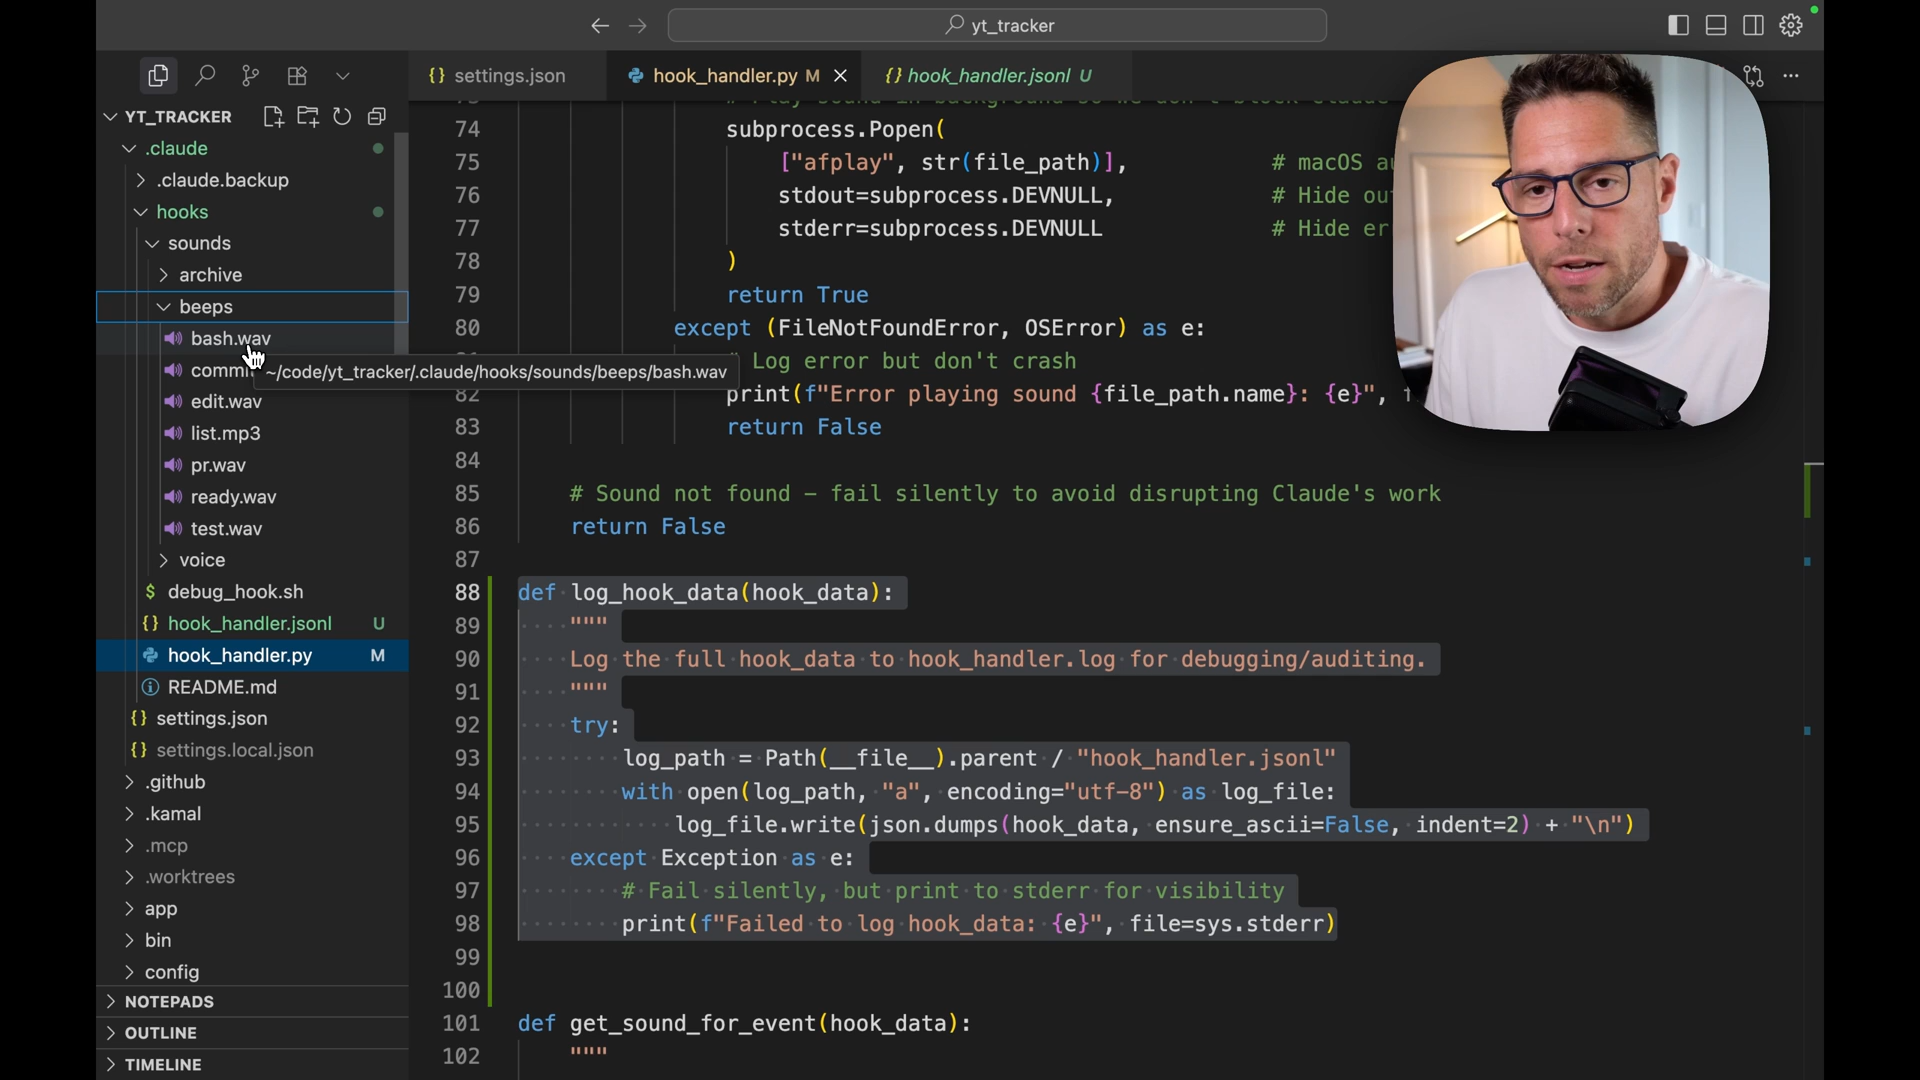 yt_tracker
settings.json
hook_handler.py M
hook_handler.jsonl U
YT_TRACKER
.claude
.claude.backup
hooks
sounds
archive
beeps
bash.wav
~/code/yt_tracker/.claude/hooks/sounds/beeps/bash.wav
edit.wav
list.mp3
pr.wav
ready.wav
test.wav
voice
debug_hook.sh
hook_handler.jsonl U
hook_handler.py M
README.md
settings.json
settings.local.json
.github
.kamal
.mcp
.worktrees
app
bin
config
NOTEPADS
OUTLINE
TIMELINE
74 subprocess.Popen(
75 ["afplay", str(file_path)], # macOS
76 stdout=subprocess.DEVNULL, # Hide
77 stderr=subprocess.DEVNULL # Hide
78 )
79 return True
80 except (FileNotFoundError, OSError) as e:
Log error but don't crash
82 print(f"Error playing sound {file_path.name}: {e}",
83 return False
84
85 # Sound not found – fail silently to avoid disrupting Claude's work
86 return False
87
88 def log_hook_data(hook_data):
89 """
90 Log the full hook_data to hook_handler.log for debugging/auditing.
91 """
92 try:
93 log_path = Path(__file__).parent / "hook_handler.jsonl"
94 with open(log_path, "a", encoding="utf-8") as log_file:
95 log_file.write(json.dumps(hook_data, ensure_ascii=False, indent=2) + "\n")
96 except Exception as e:
97 # Fail silently, but print to stderr for visibility
98 print(f"Failed to log hook_data: {e}", file=sys.stderr)
99
100
101 def get_sound_for_event(hook_data):
102 """